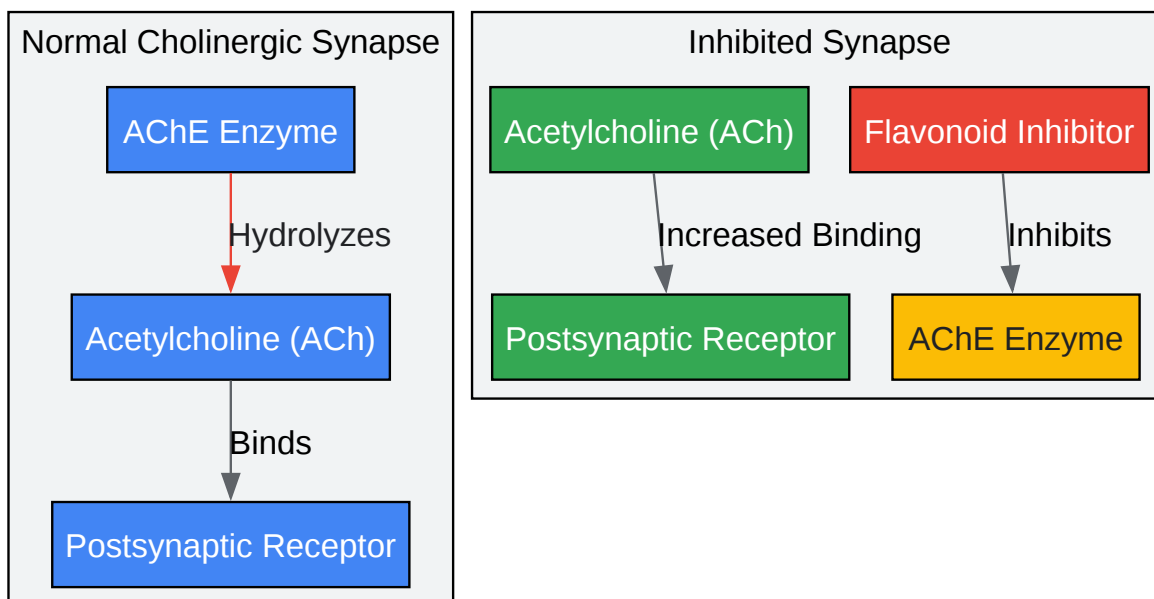 Normal Cholinergic Synapse
AChE Enzyme
Hydrolyzes
Acetylcholine (ACh)
Binds
Postsynaptic Receptor
Inhibited Synapse
Acetylcholine (ACh)
Flavonoid Inhibitor
Increased Binding
Inhibits
Postsynaptic Receptor
AChE Enzyme